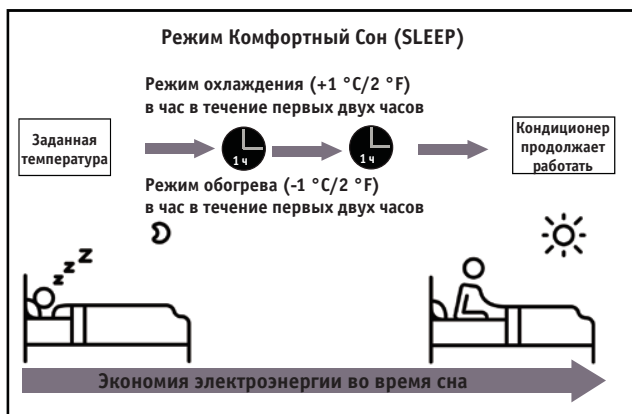 Режим Комфортный Сон (SLEEP)
Режим охлаждения (+1 °C/2 °F)
в час в течение первых двух часов
Заданная
температура
1 ч
1 ч
Кондиционер
продолжает
работать
Режим обогрева (-1 °C/2 °F)
в час в течение первых двух часов
z z z
Экономия электроэнергии во время сна